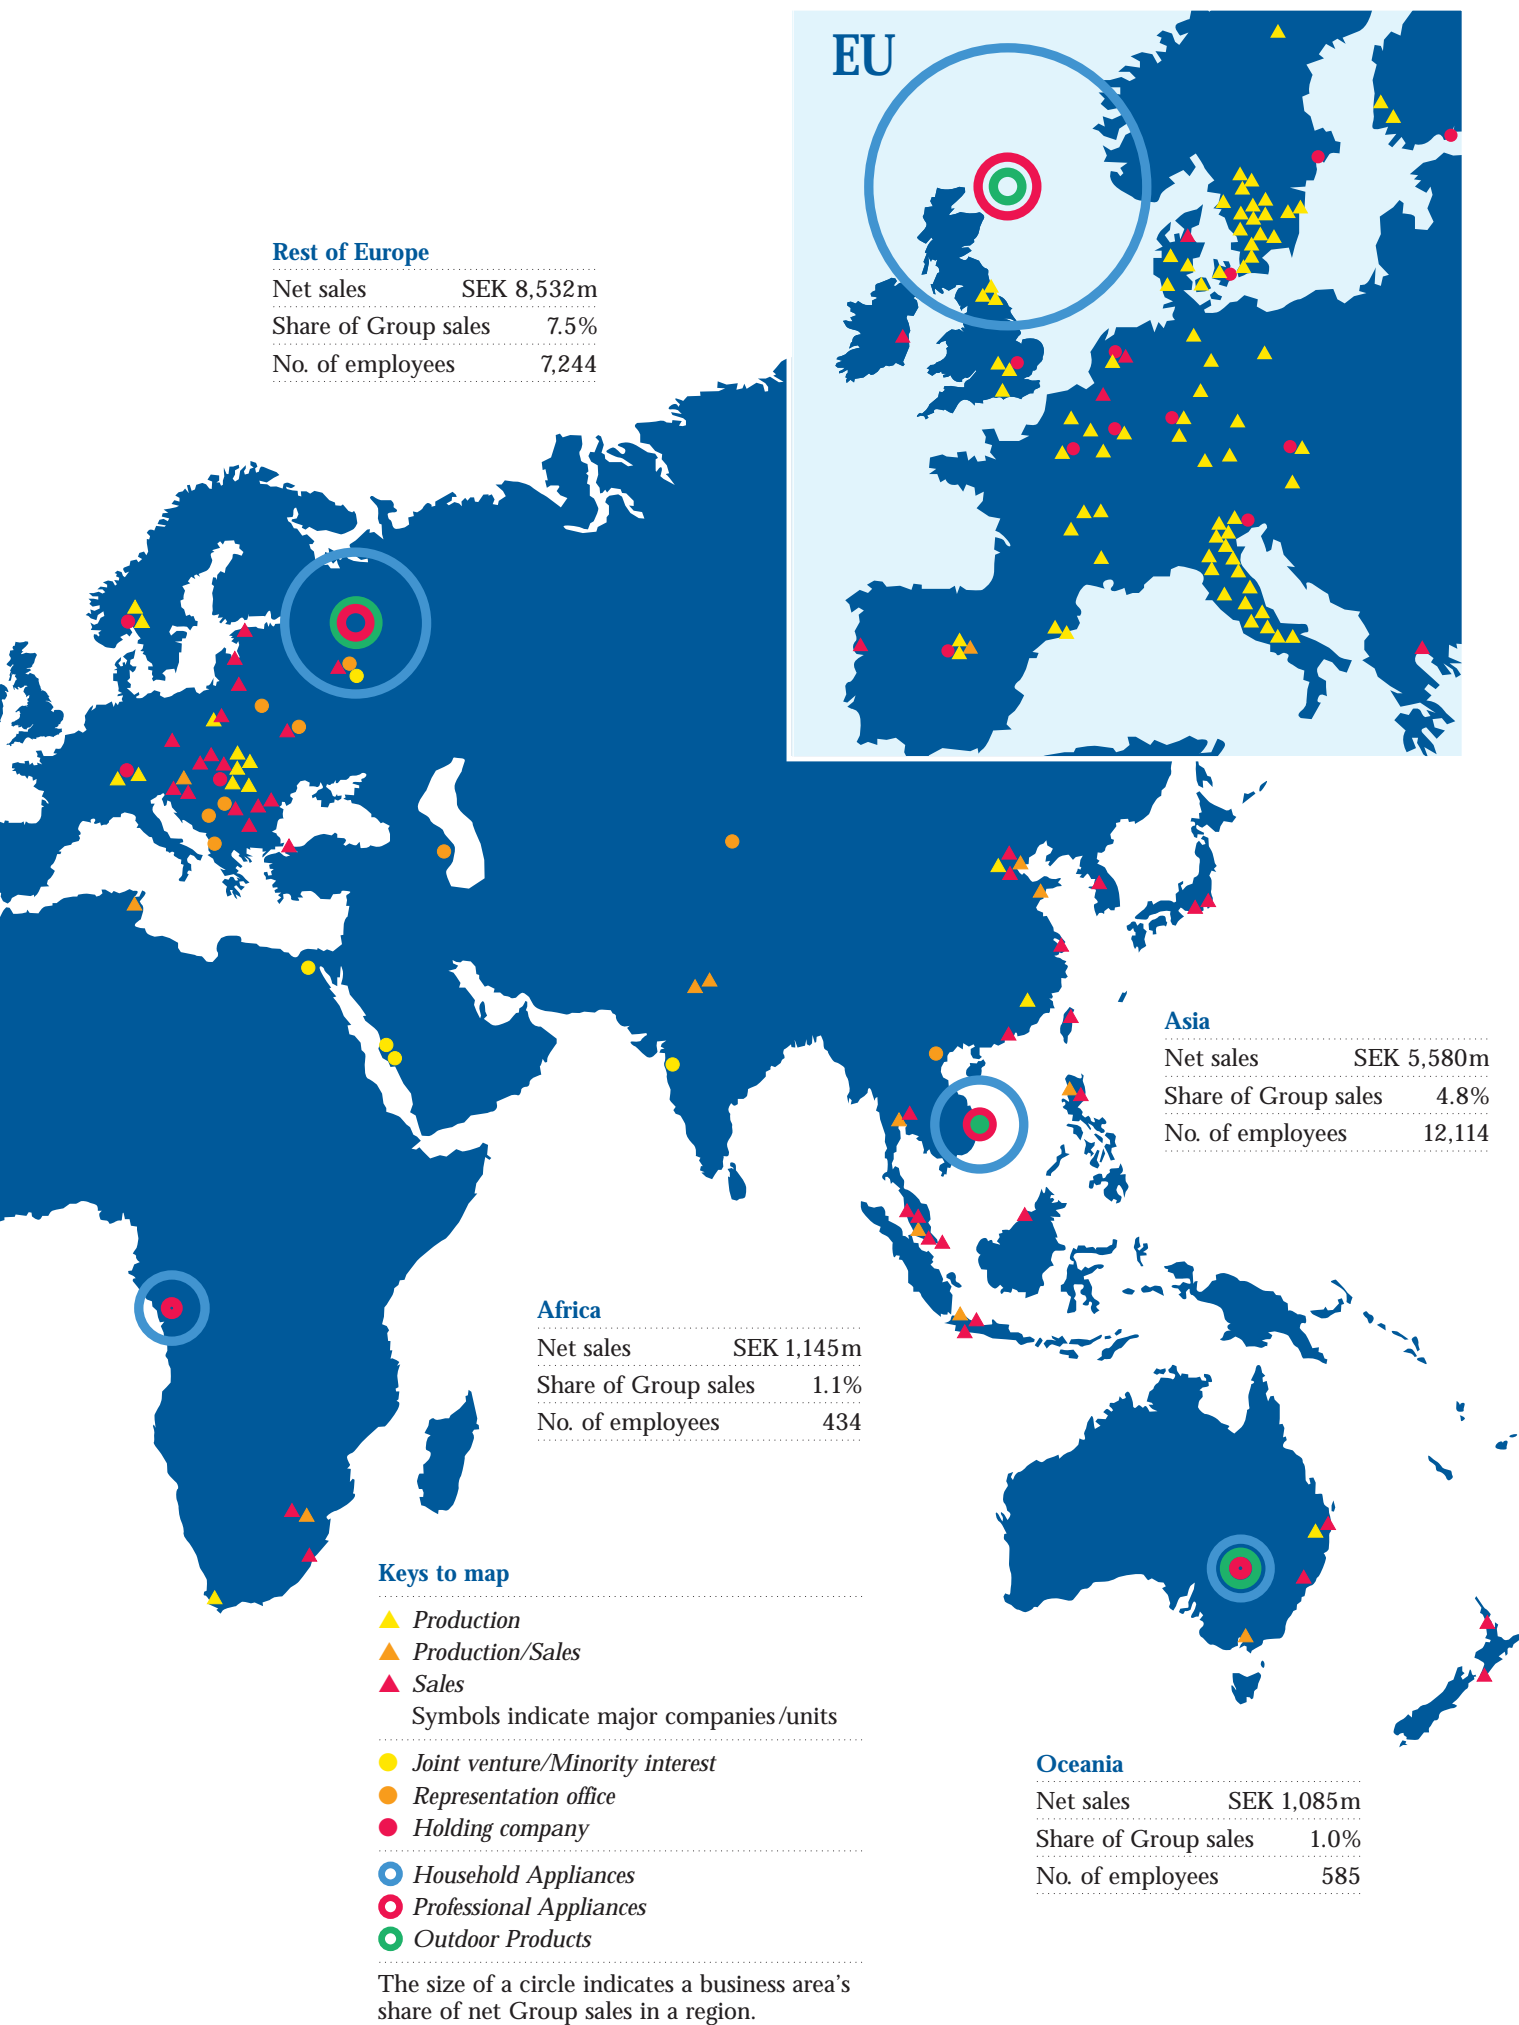 EU
Rest of Europe
Net sales SEK 8,532m
Share of Group sales 7.5%
No. of employees 7,244
Asia
Net sales SEK 5,580m
Share of Group sales 4.8%
No. of employees 12,114
Africa
Net sales SEK 1,145m
Share of Group sales 1.1%
No. of employees 434
Keys to map
Production
Production/Sales
Sales
Symbols indicate major companies/units
Joint venture/Minority interest
Representation office
Holding company
Household Appliances
Professional Appliances
Outdoor Products
The size of a circle indicates a business area's
share of net Group sales in a region.
Oceania
Net sales SEK 1,085m
Share of Group sales 1.0%
No. of employees 585